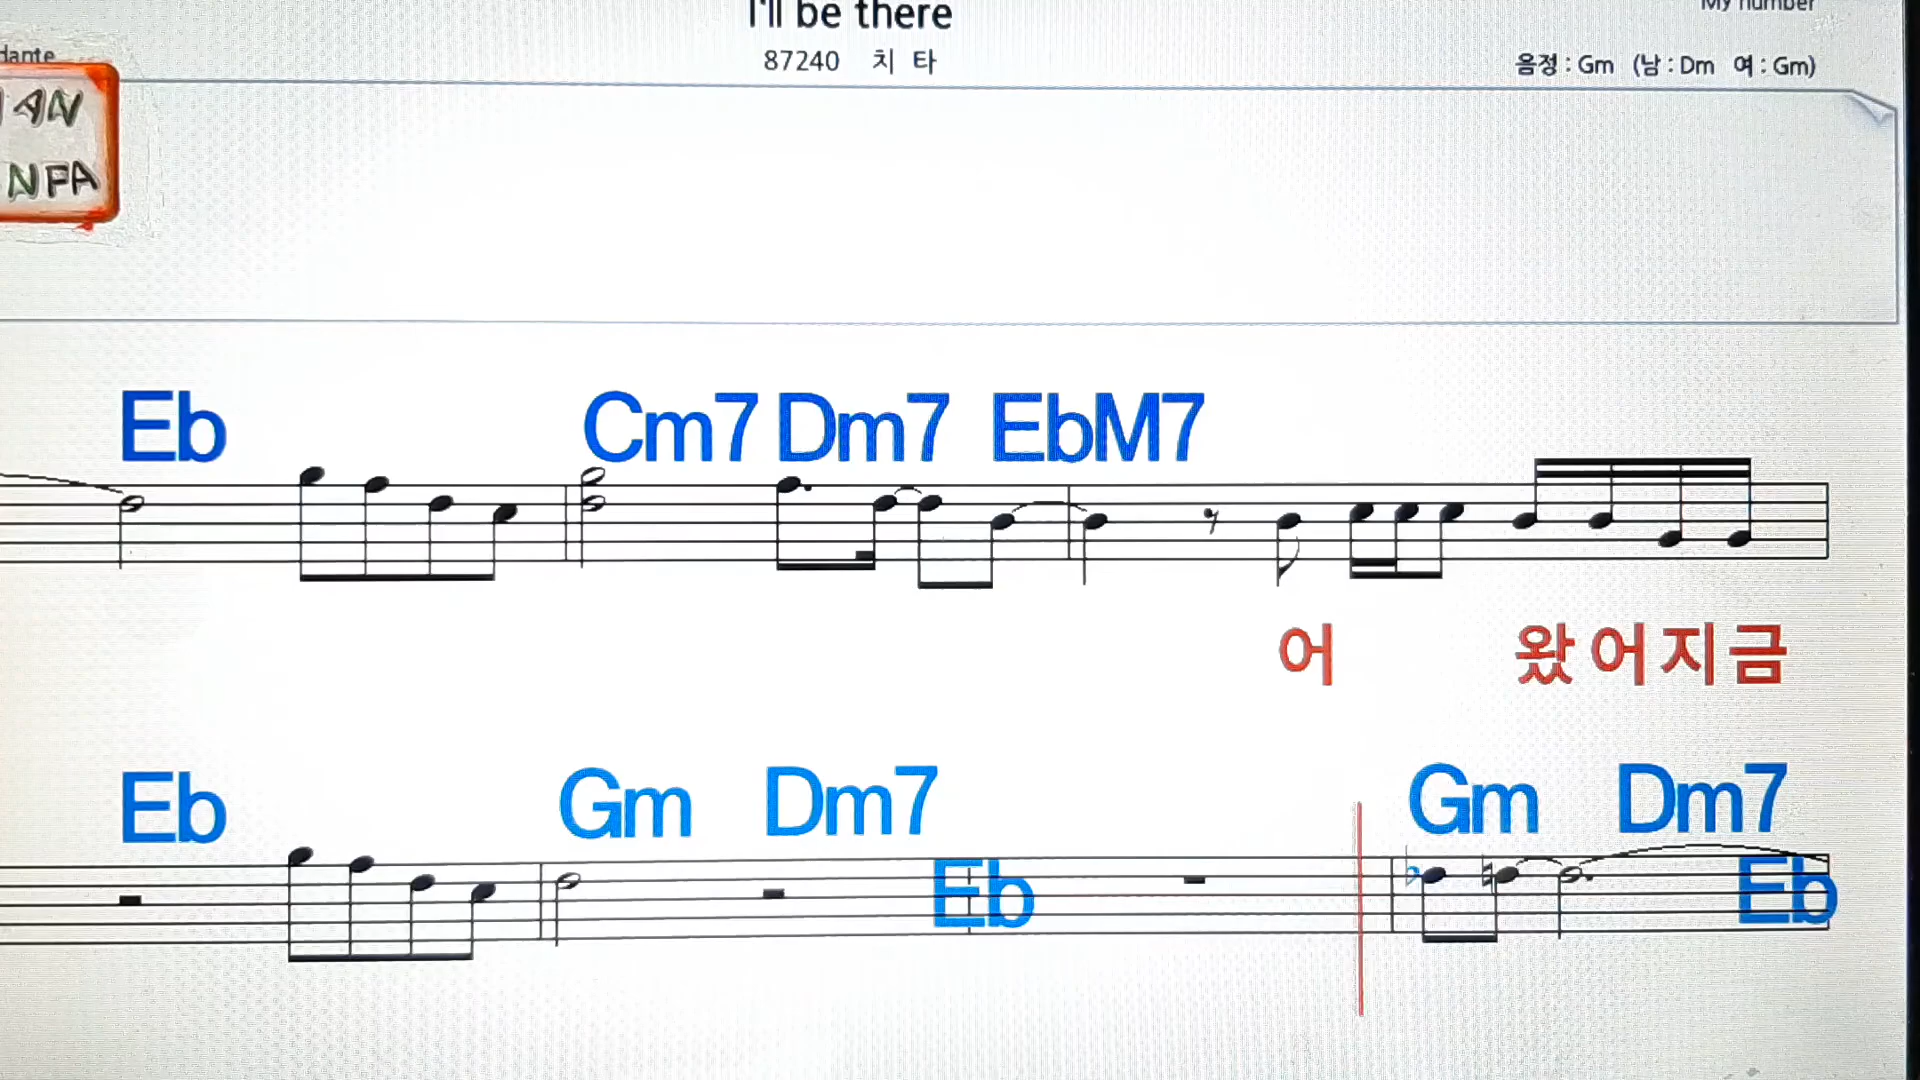 I'll be there
My number
87240 치 타
음정 : Gm (남 : Dm 여 : Gm)
NFA
Eb Cm7 Dm7 EbM7
어 왔어지금
Eb Gm Dm7 Eb Gm Dm7 Eb